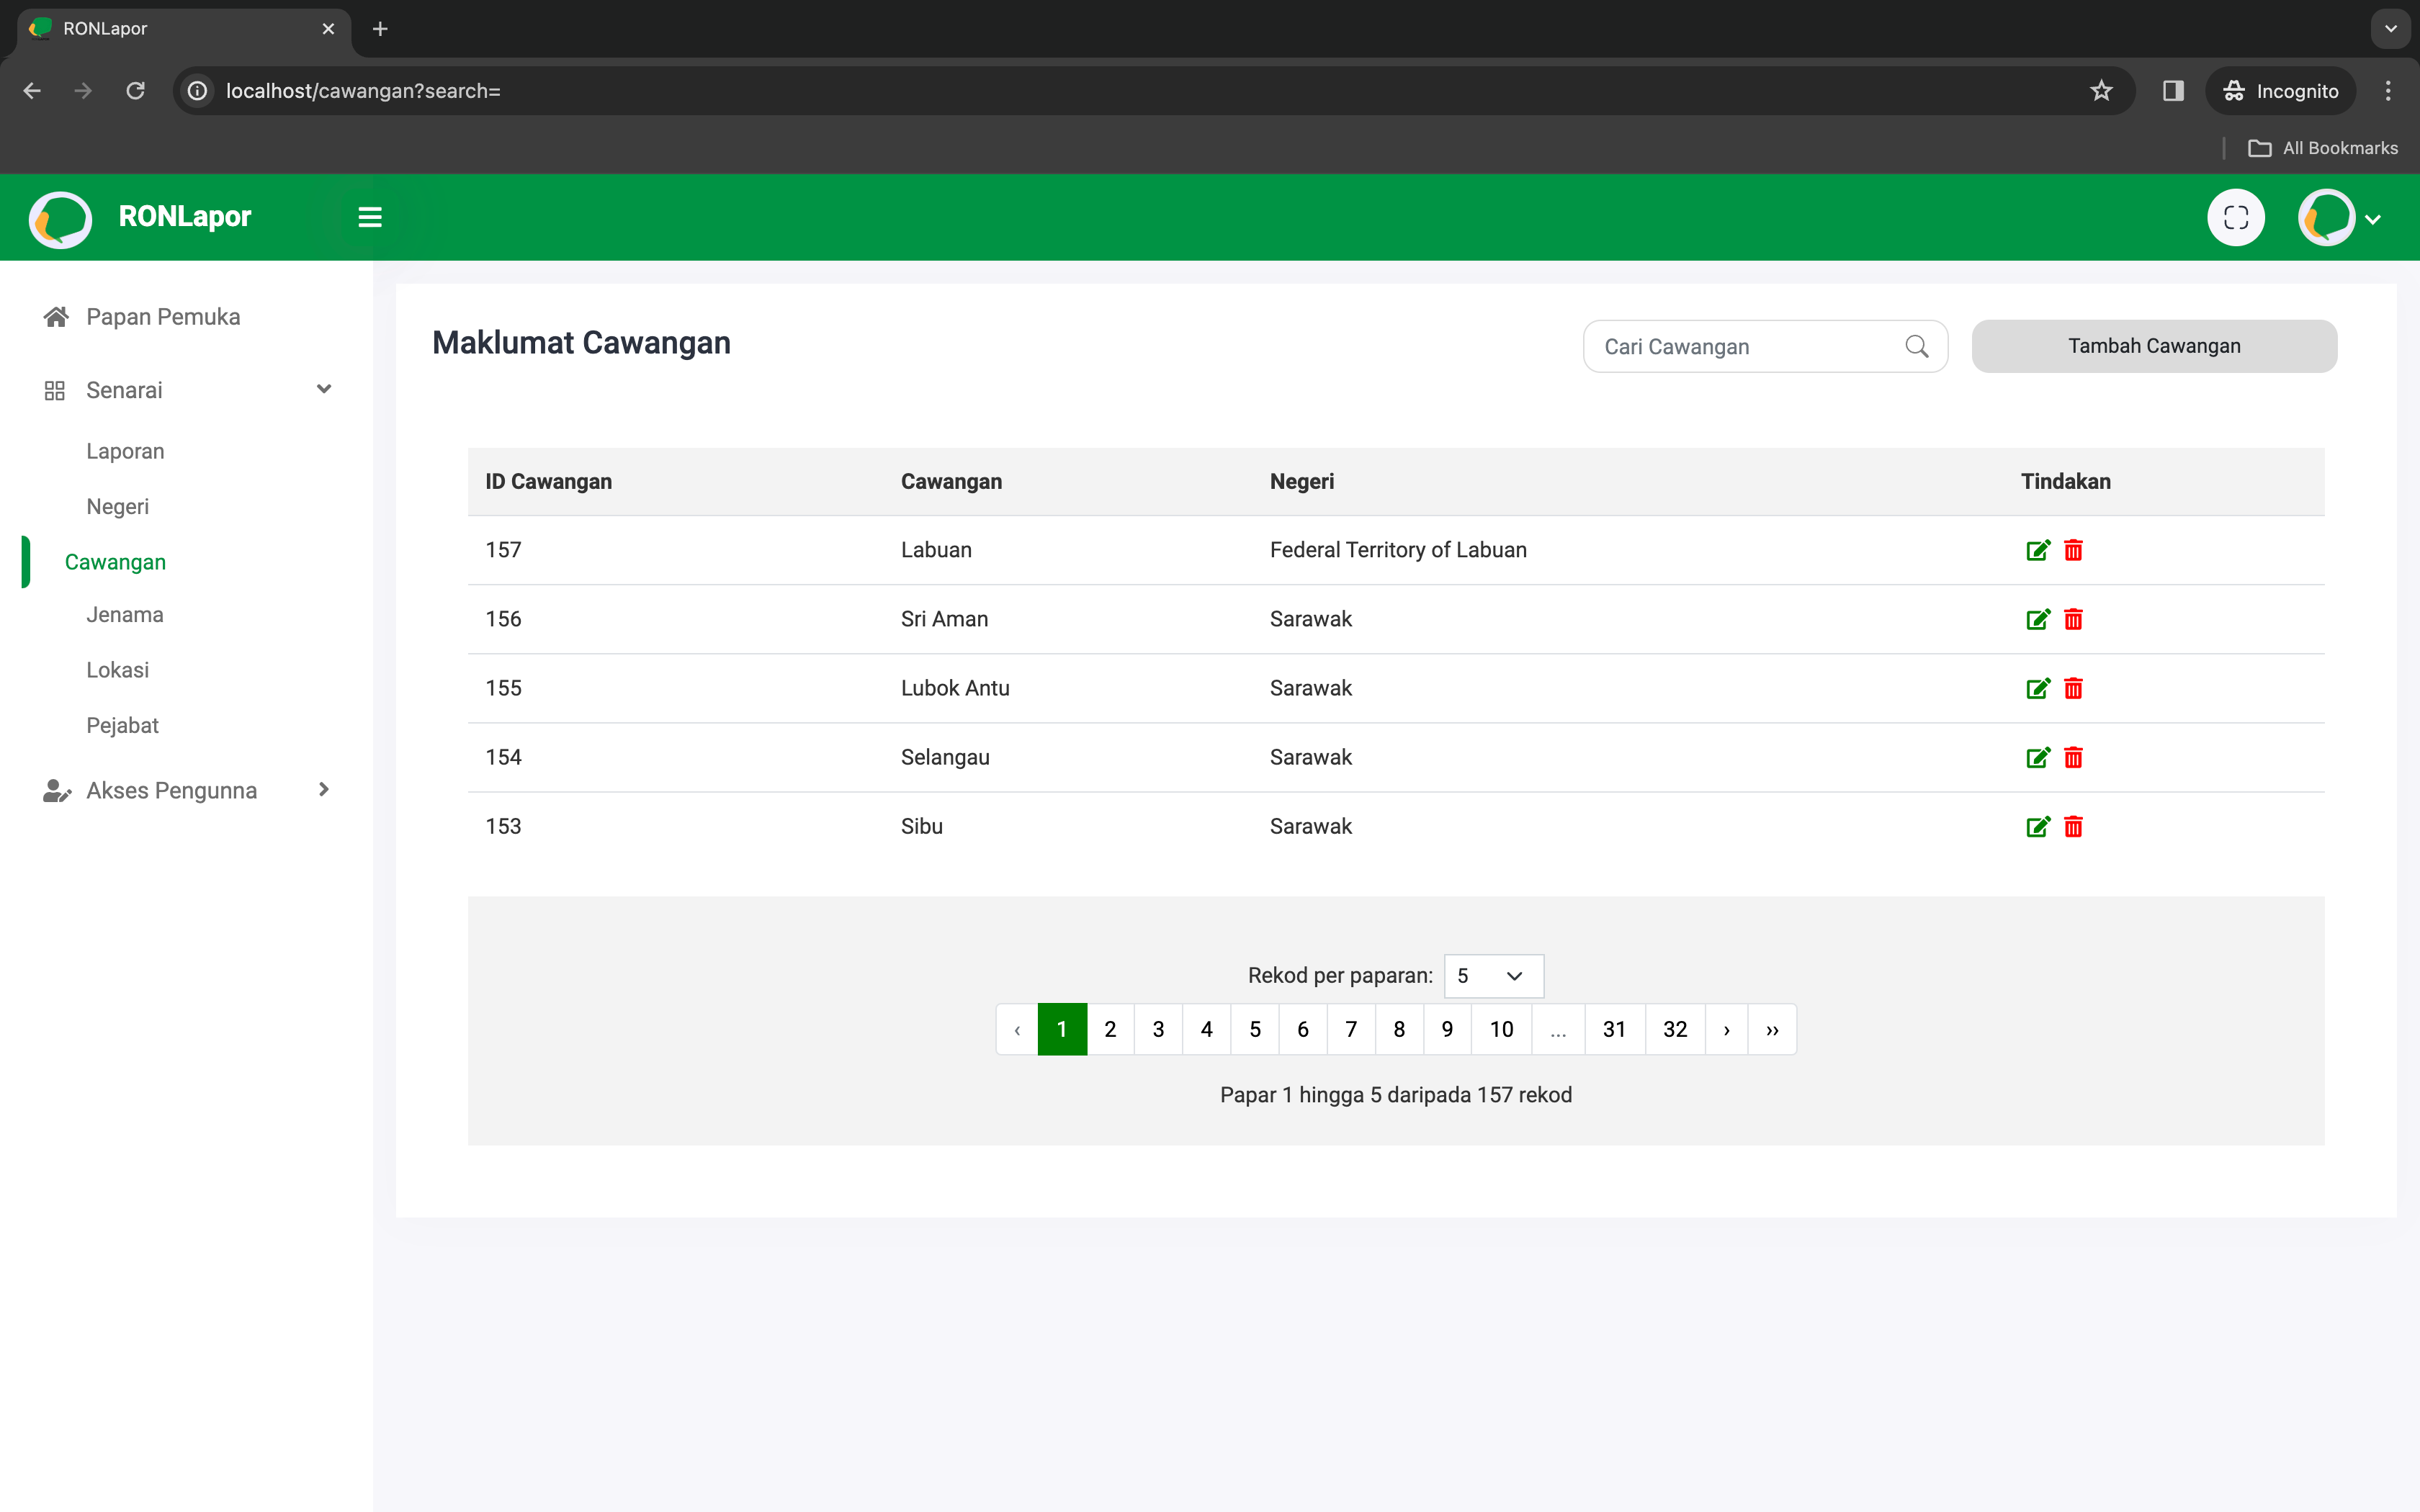 RONLapor
localhost/cawangan?search=
Incognito
All Bookmarks
RONLapor
Papan Pemuka
Senarai
Laporan
Negeri
Cawangan
Jenama
Lokasi
Pejabat
Akses Pengunna
Maklumat Cawangan
Cari Cawangan
Tambah Cawangan
ID Cawangan Cawangan Negeri Tindakan
157 Labuan Federal Territory of Labuan
156 Sri Aman Sarawak
155 Lubok Antu Sarawak
154 Selangau Sarawak
153 Sibu Sarawak
Rekod per paparan: 5
‹ 1 2 3 4 5 6 7 8 9 10 ... 31 32 › ››
Papar 1 hingga 5 daripada 157 rekod